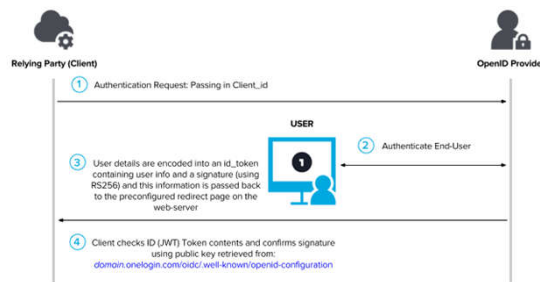 Relying Party (Client)
OpenID Provide
1 Authentication Request: Passing in Client_id
USER
2 Authenticate End-User
1
3 User details are encoded into an id_token
containing user info and a signature (using
RS256) and this information is passed back
to the preconfigured redirect page on the
web-server
4 Client checks ID (JWT) Token contents and confirms signature
using public key retrieved from:
domain.onelogin.com/oidc/.well-known/openid-configuration